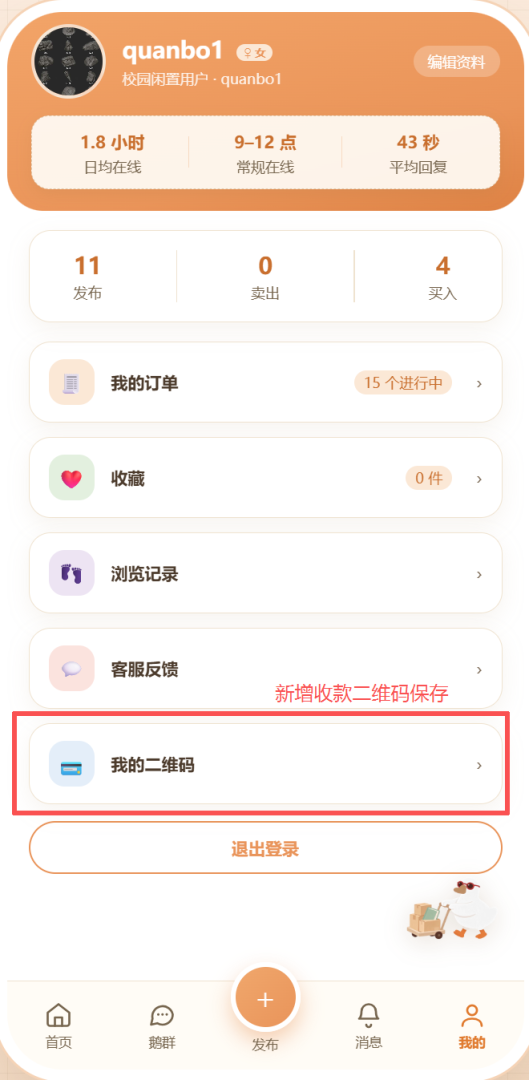 quanbo1 ♀女
校园闲置用户 · quanbo1
编辑资料
1.8 小时 9–12 点 43 秒
日均在线 常规在线 平均回复
11 0 4
发布 卖出 买入
我的订单 15 个进行中 ›
收藏 0 件 ›
浏览记录 ›
客服反馈 ›
新增收款二维码保存
我的二维码 ›
退出登录
+
首页 鹅群 发布 消息 我的